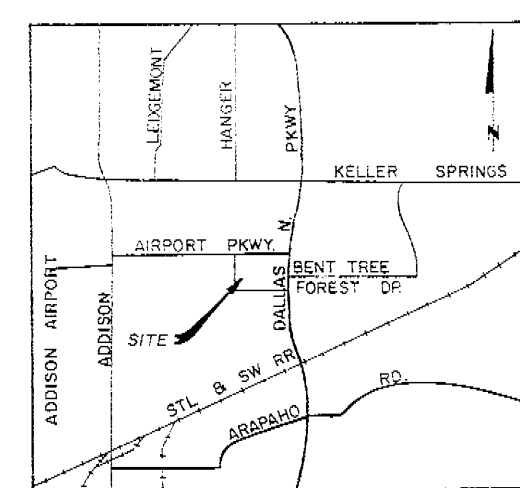 LEDGEMONT
HANGER
PKWY
N
KELLER SPRINGS
N.
AIRPORT PKWY.
BENT TREE
FOREST DR.
DALLAS
ADDISON AIRPORT
ADDISON
SITE
STL & SW RR
RD.
ARAPAHO